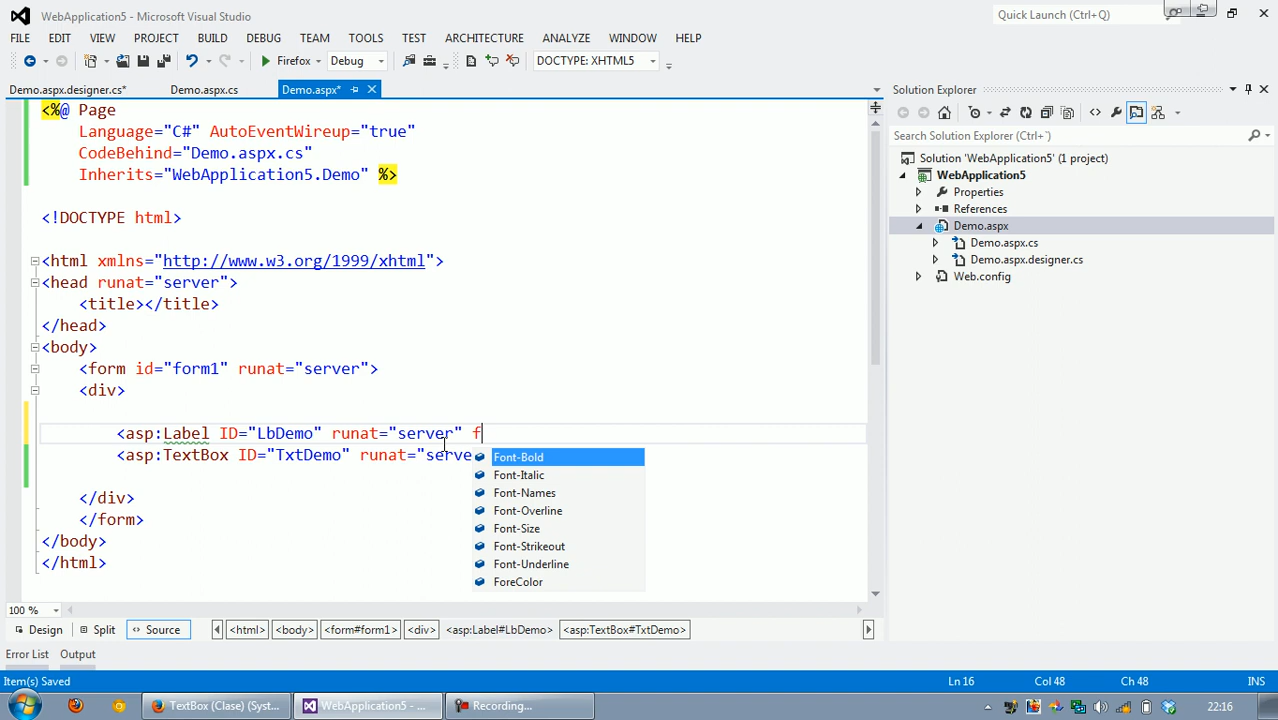 WebApplication5 - Microsoft Visual Studio
Quick Launch (Ctrl+Q)
FILE EDIT VIEW PROJECT BUILD DEBUG TEAM TOOLS TEST ARCHITECTURE ANALYZE WINDOW HELP
Firefox Debug DOCTYPE: XHTML5
Demo.aspx.designer.cs* Demo.aspx.cs Demo.aspx*
<%@ Page
Language="C#" AutoEventWireup="true"
CodeBehind="Demo.aspx.cs"
Inherits="WebApplication5.Demo" %>
<!DOCTYPE html>
<html xmlns="http://www.w3.org/1999/xhtml">
<head runat="server">
<title></title>
</head>
<body>
<form id="form1" runat="server">
<div>
<asp:Label ID="LbDemo" runat="server" f
<asp:TextBox ID="TxtDemo" runat="serve
Font-Bold
Font-Italic
Font-Names
Font-Overline
Font-Size
Font-Strikeout
Font-Underline
ForeColor
</div>
</form>
</body>
</html>
100 %
Design Split Source <html> <body> <form#form1> <div> <asp:Label#LbDemo> <asp:TextBox#TxtDemo>
Error List Output
Solution Explorer
Search Solution Explorer (Ctrl+`)
Solution 'WebApplication5' (1 project)
WebApplication5
Properties
References
Demo.aspx
Demo.aspx.cs
Demo.aspx.designer.cs
Web.config
Item(s) Saved Ln 16 Col 48 Ch 48 INS
TextBox (Clase) (Syst... WebApplication5 - ... Recording... 22:16